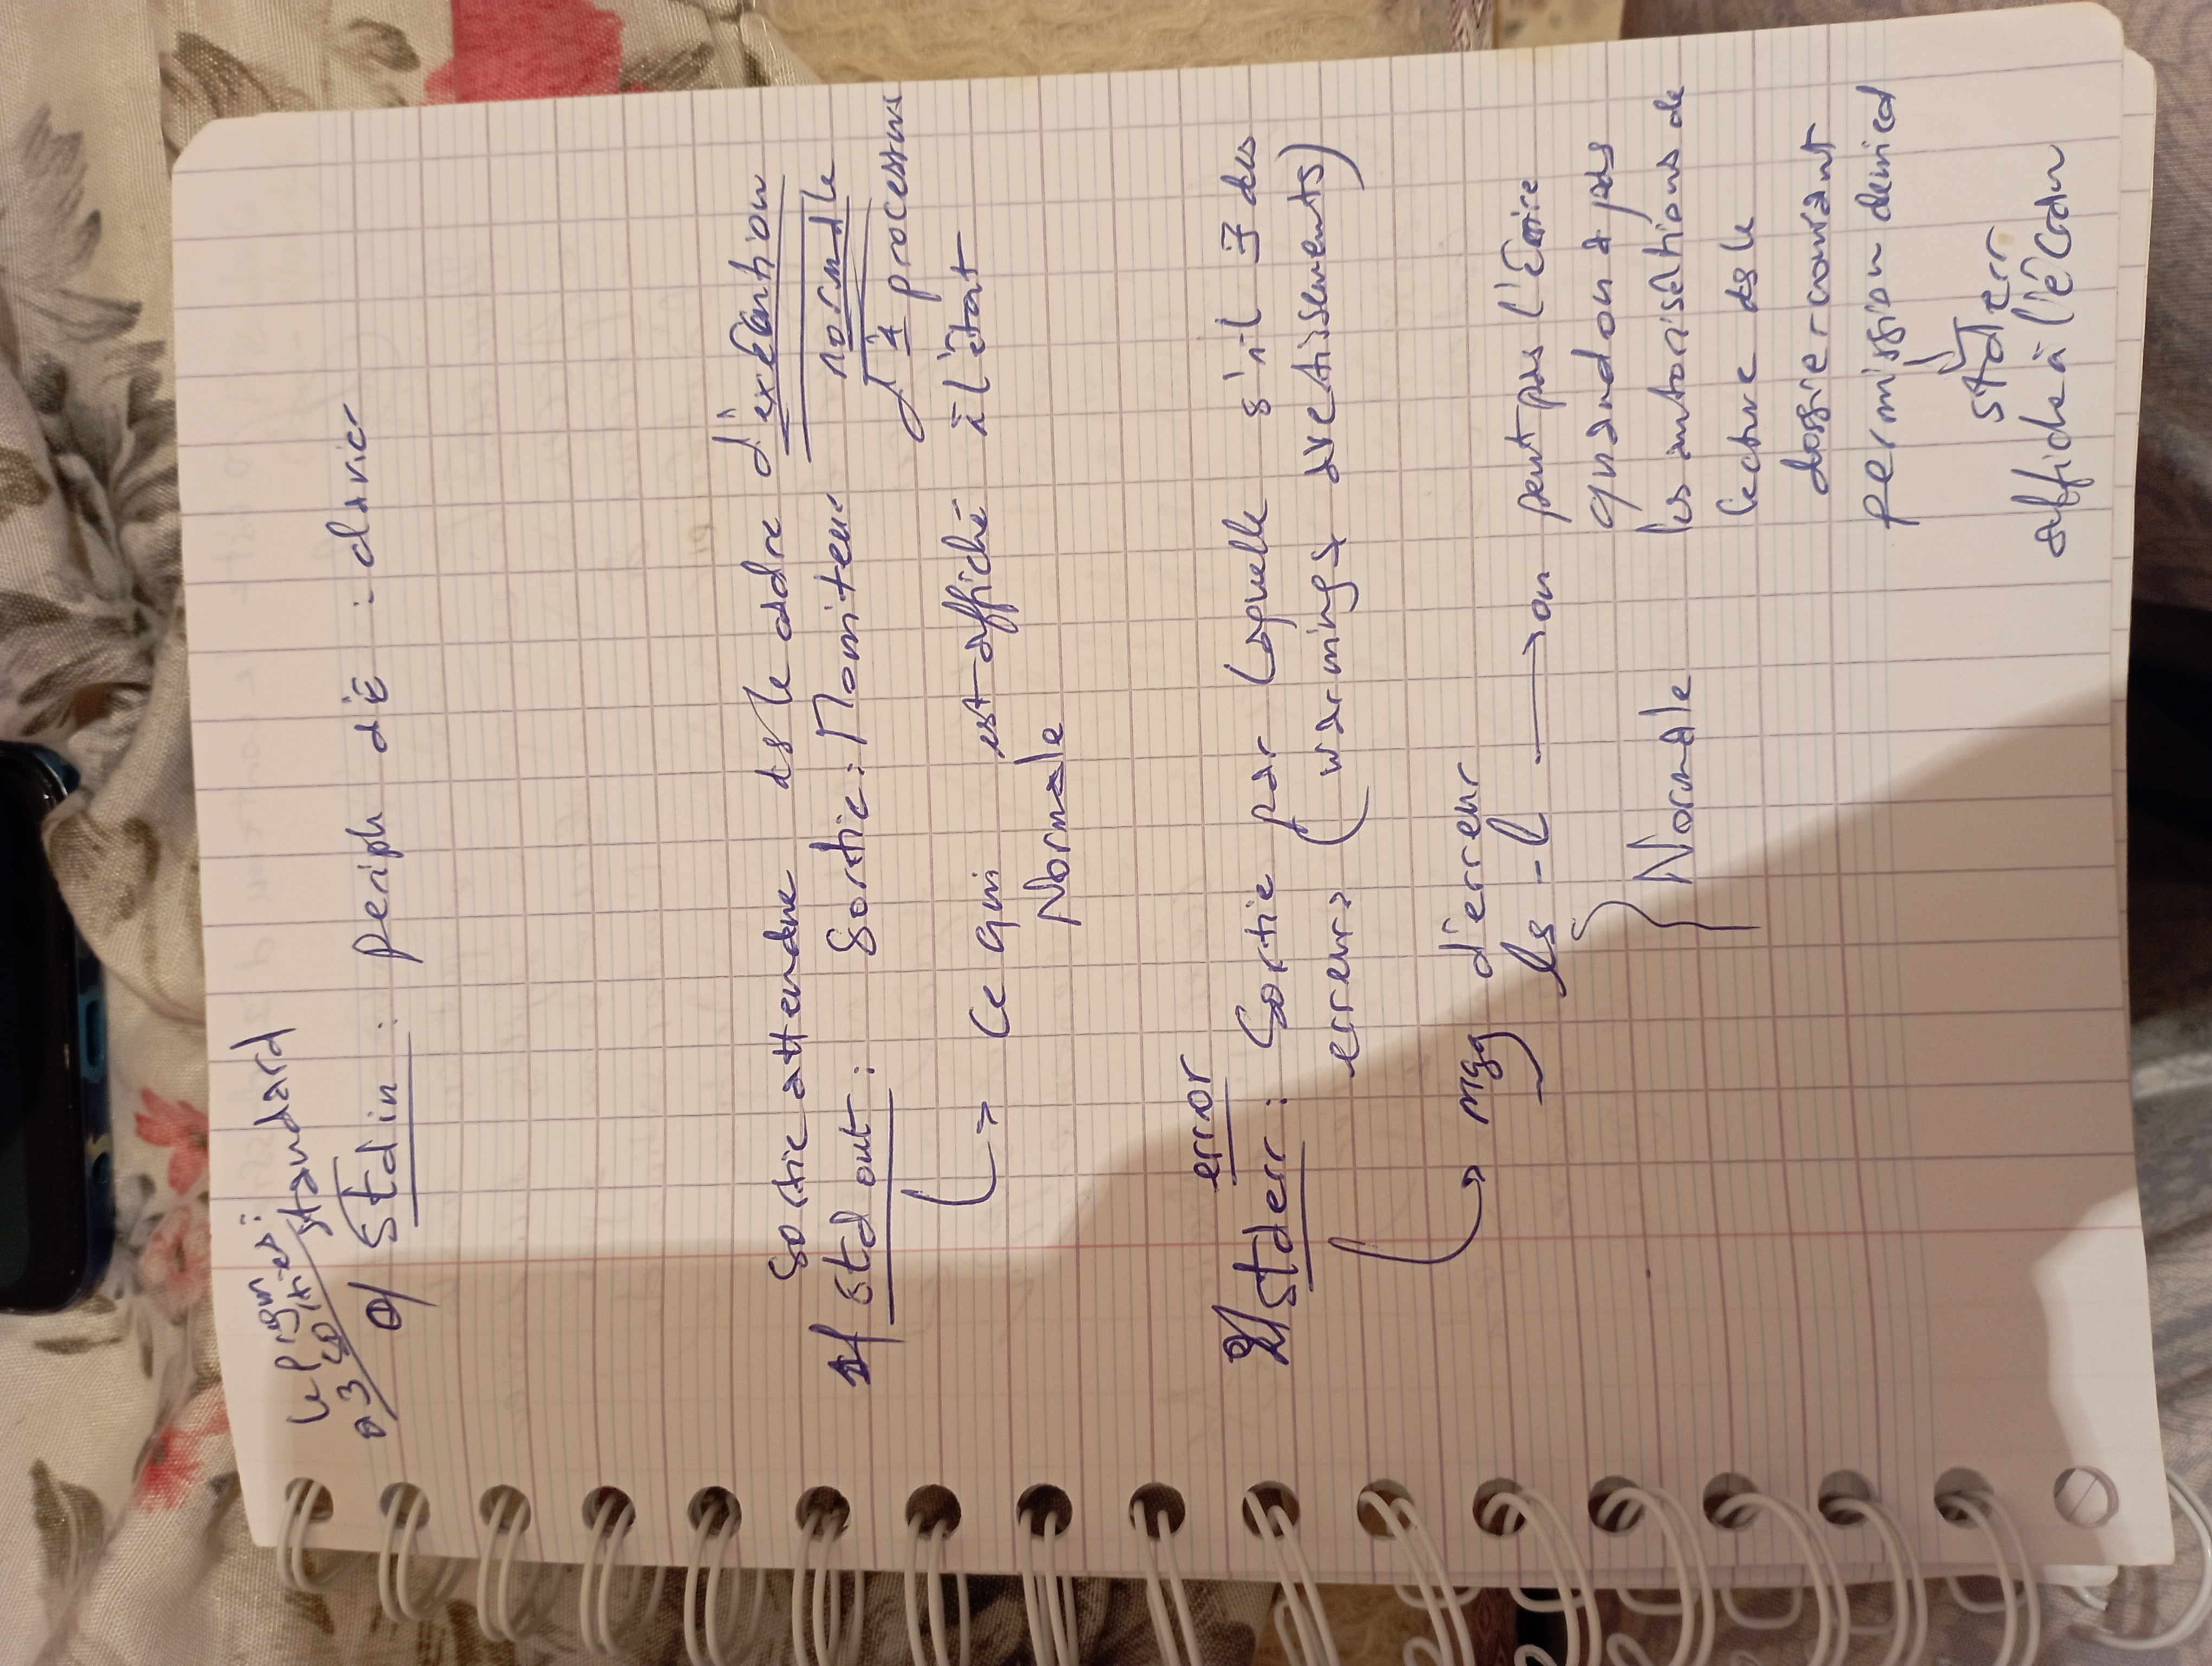 le prgm
a 3 sorties :
standard
0/ Stdin : periph d'E : clavier
Sortie attendue ds le cadre d'exécution
normale
d'1 processus
1/ std out : Sortie : Moniteur
-> Ce qui est affiché à l'état
Normale
error
2/ stderr : Sortie par laquelle s'il ∃ des
erreurs ( warnings avertissements)
-> msg d'erreur
ls -l -> on peut pas l'écrire
quand on a pas
Normale les autorisations de
lecture ds le
dossier courant
permission denied
↓
stderr
affiche à l'écran